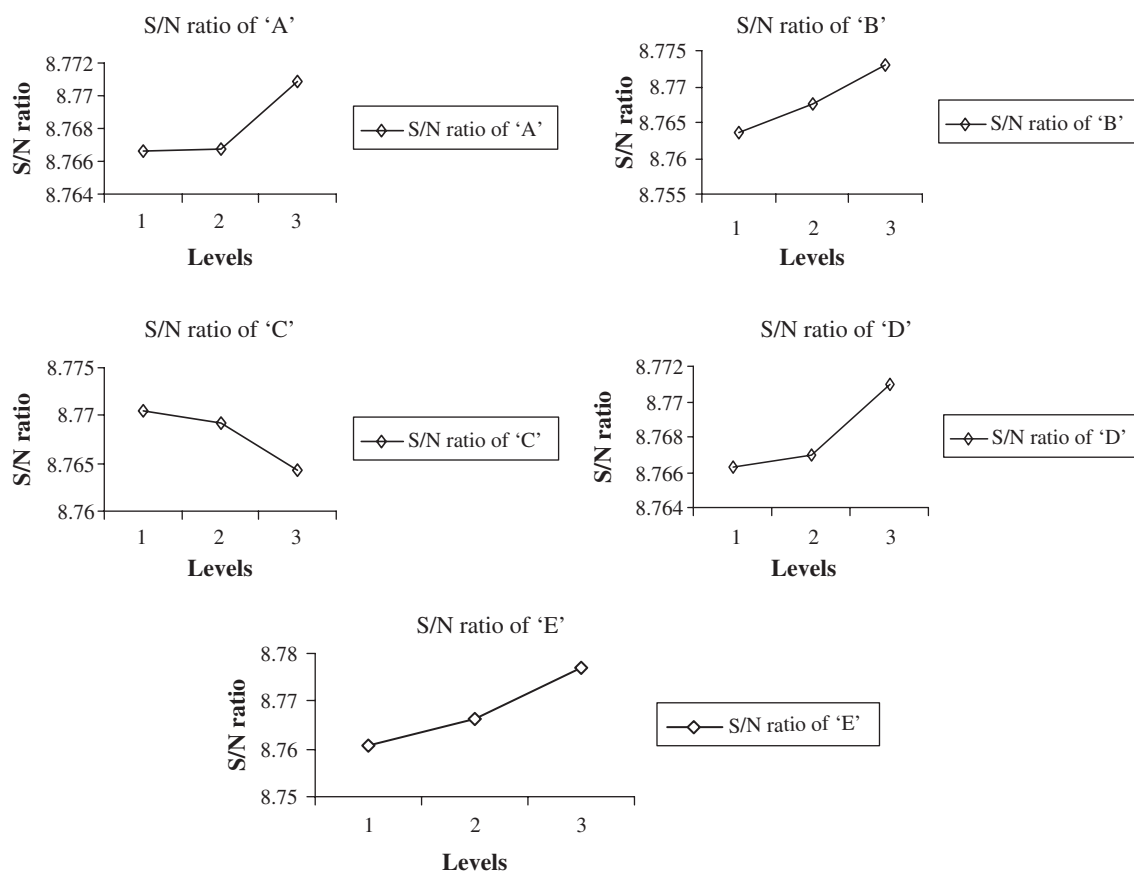 S/N ratio of ‘A’
8.772
8.77
8.768
8.766
8.764
S/N ratio
1 2 3
Levels
S/N ratio of ‘A’
S/N ratio of ‘B’
8.775
8.77
8.765
8.76
8.755
S/N ratio
1 2 3
Levels
S/N ratio of ‘B’
S/N ratio of ‘C’
8.775
8.77
8.765
8.76
S/N ratio
1 2 3
Levels
S/N ratio of ‘C’
S/N ratio of ‘D’
8.772
8.77
8.768
8.766
8.764
S/N ratio
1 2 3
Levels
S/N ratio of ‘D’
S/N ratio of ‘E’
8.78
8.77
8.76
8.75
S/N ratio
1 2 3
Levels
S/N ratio of ‘E’